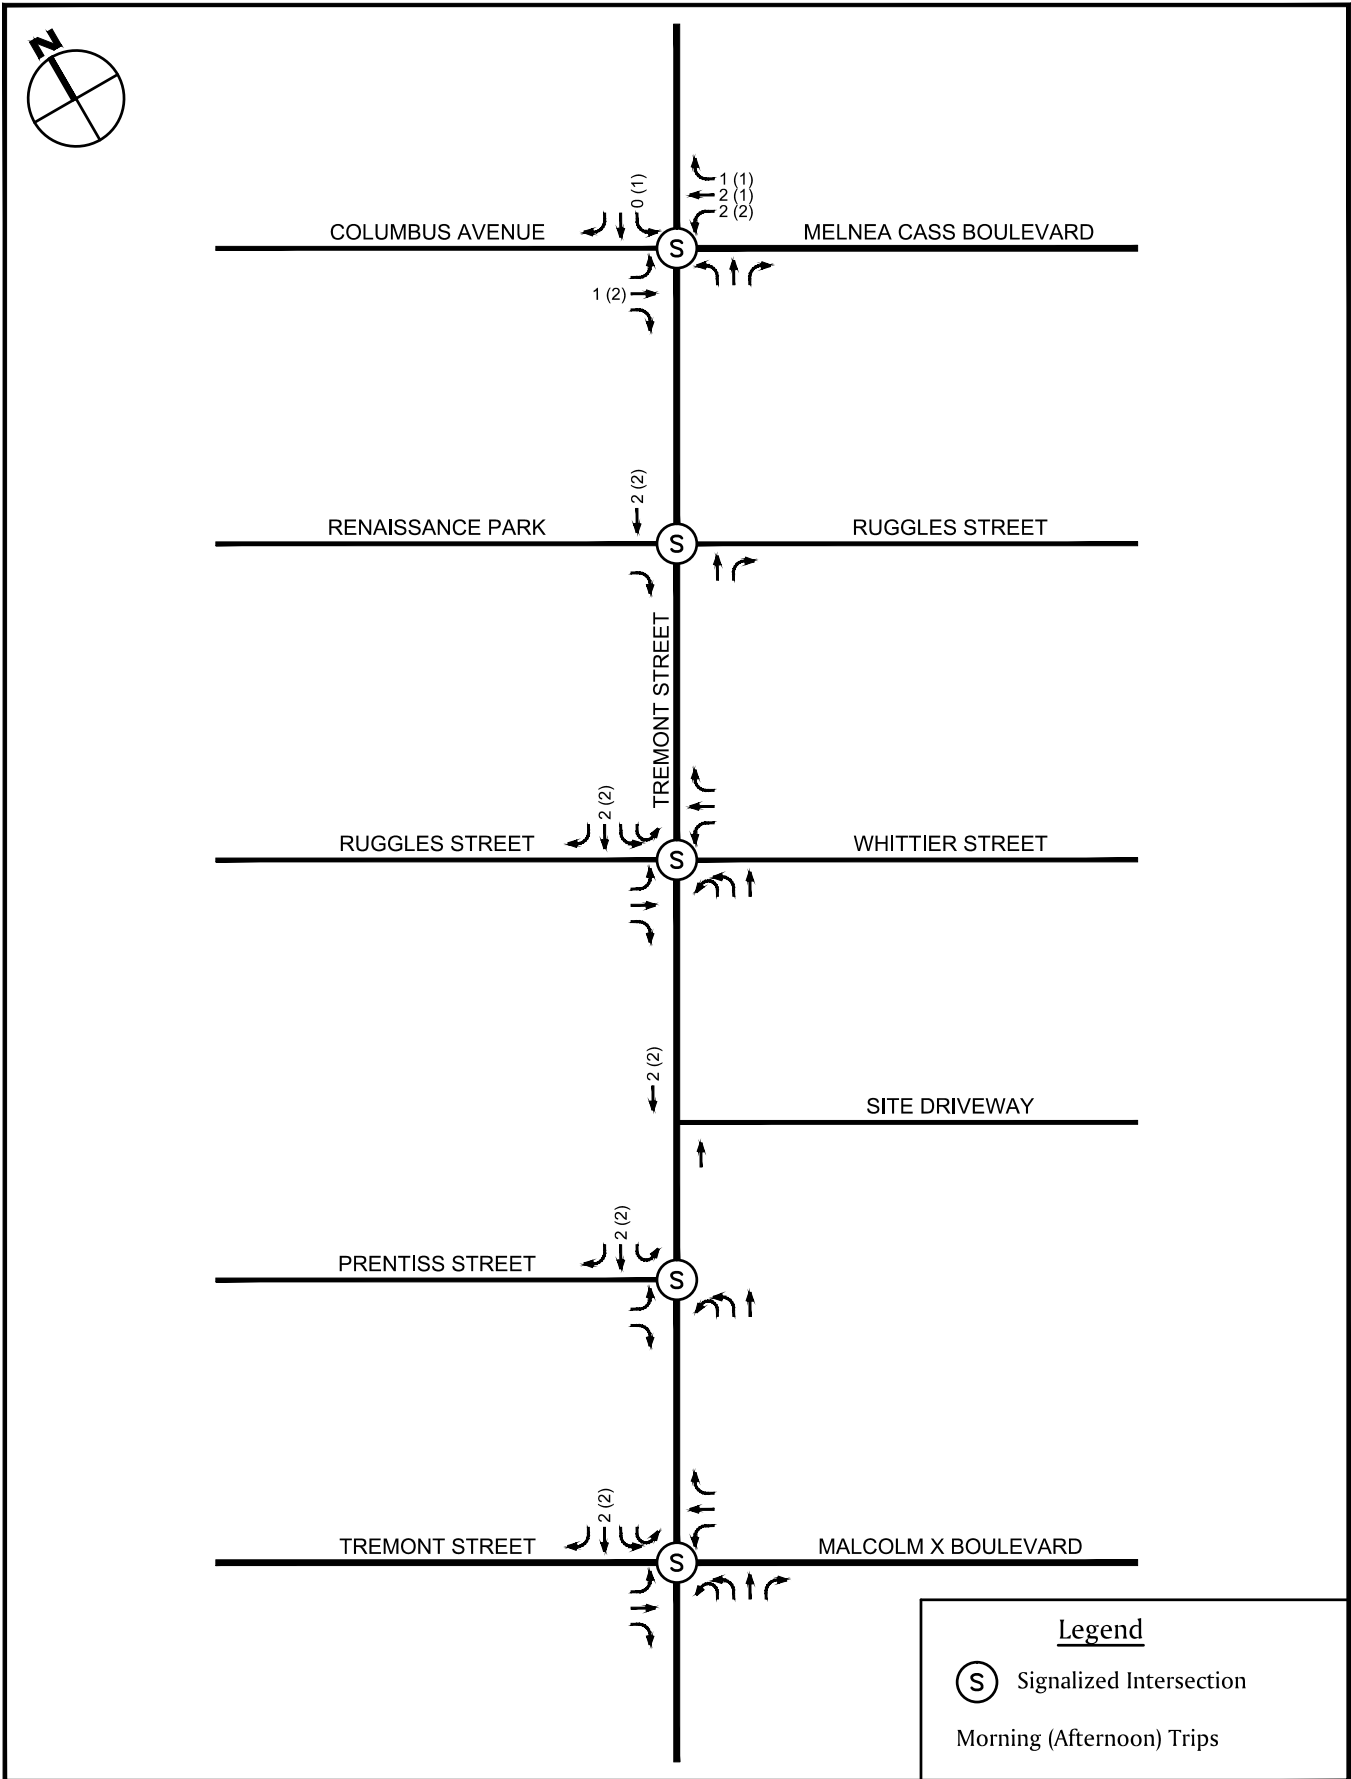 N
0 (1)
1 (1)
2 (1)
2 (2)
COLUMBUS AVENUE
MELNEA CASS BOULEVARD
S
1 (2)
2 (2)
RENAISSANCE PARK
RUGGLES STREET
S
TREMONT STREET
2 (2)
RUGGLES STREET
WHITTIER STREET
S
2 (2)
SITE DRIVEWAY
2 (2)
PRENTISS STREET
S
2 (2)
TREMONT STREET
MALCOLM X BOULEVARD
S
Legend
S Signalized Intersection
Morning (Afternoon) Trips